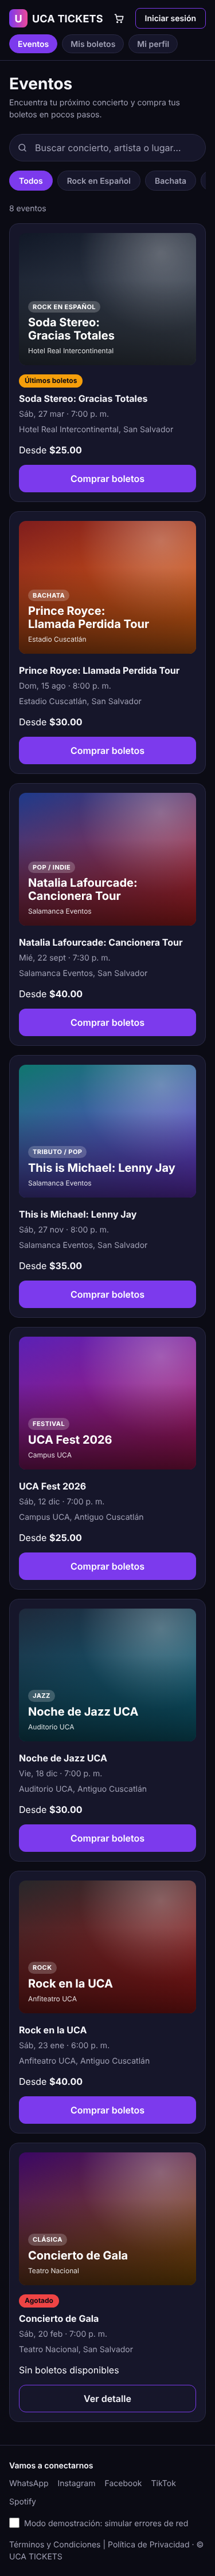 U UCA TICKETS
Iniciar sesión
Eventos Mis boletos Mi perfil
Eventos
Encuentra tu próximo concierto y compra tus
boletos en pocos pasos.
Buscar concierto, artista o lugar...
Todos Rock en Español Bachata
8 eventos
ROCK EN ESPAÑOL
Soda Stereo:
Gracias Totales
Hotel Real Intercontinental
Últimos boletos
Soda Stereo: Gracias Totales
Sáb, 27 mar · 7:00 p. m.
Hotel Real Intercontinental, San Salvador
Desde $25.00
Comprar boletos
BACHATA
Prince Royce:
Llamada Perdida Tour
Estadio Cuscatlán
Prince Royce: Llamada Perdida Tour
Dom, 15 ago · 8:00 p. m.
Estadio Cuscatlán, San Salvador
Desde $30.00
Comprar boletos
POP / INDIE
Natalia Lafourcade:
Cancionera Tour
Salamanca Eventos
Natalia Lafourcade: Cancionera Tour
Mié, 22 sept · 7:30 p. m.
Salamanca Eventos, San Salvador
Desde $40.00
Comprar boletos
TRIBUTO / POP
This is Michael: Lenny Jay
Salamanca Eventos
This is Michael: Lenny Jay
Sáb, 27 nov · 8:00 p. m.
Salamanca Eventos, San Salvador
Desde $35.00
Comprar boletos
FESTIVAL
UCA Fest 2026
Campus UCA
UCA Fest 2026
Sáb, 12 dic · 7:00 p. m.
Campus UCA, Antiguo Cuscatlán
Desde $25.00
Comprar boletos
JAZZ
Noche de Jazz UCA
Auditorio UCA
Noche de Jazz UCA
Vie, 18 dic · 7:00 p. m.
Auditorio UCA, Antiguo Cuscatlán
Desde $30.00
Comprar boletos
ROCK
Rock en la UCA
Anfiteatro UCA
Rock en la UCA
Sáb, 23 ene · 6:00 p. m.
Anfiteatro UCA, Antiguo Cuscatlán
Desde $40.00
Comprar boletos
CLÁSICA
Concierto de Gala
Teatro Nacional
Agotado
Concierto de Gala
Sáb, 20 feb · 7:00 p. m.
Teatro Nacional, San Salvador
Sin boletos disponibles
Ver detalle
Vamos a conectarnos
WhatsApp Instagram Facebook TikTok
Spotify
Modo demostración: simular errores de red
Términos y Condiciones | Política de Privacidad · ©
UCA TICKETS